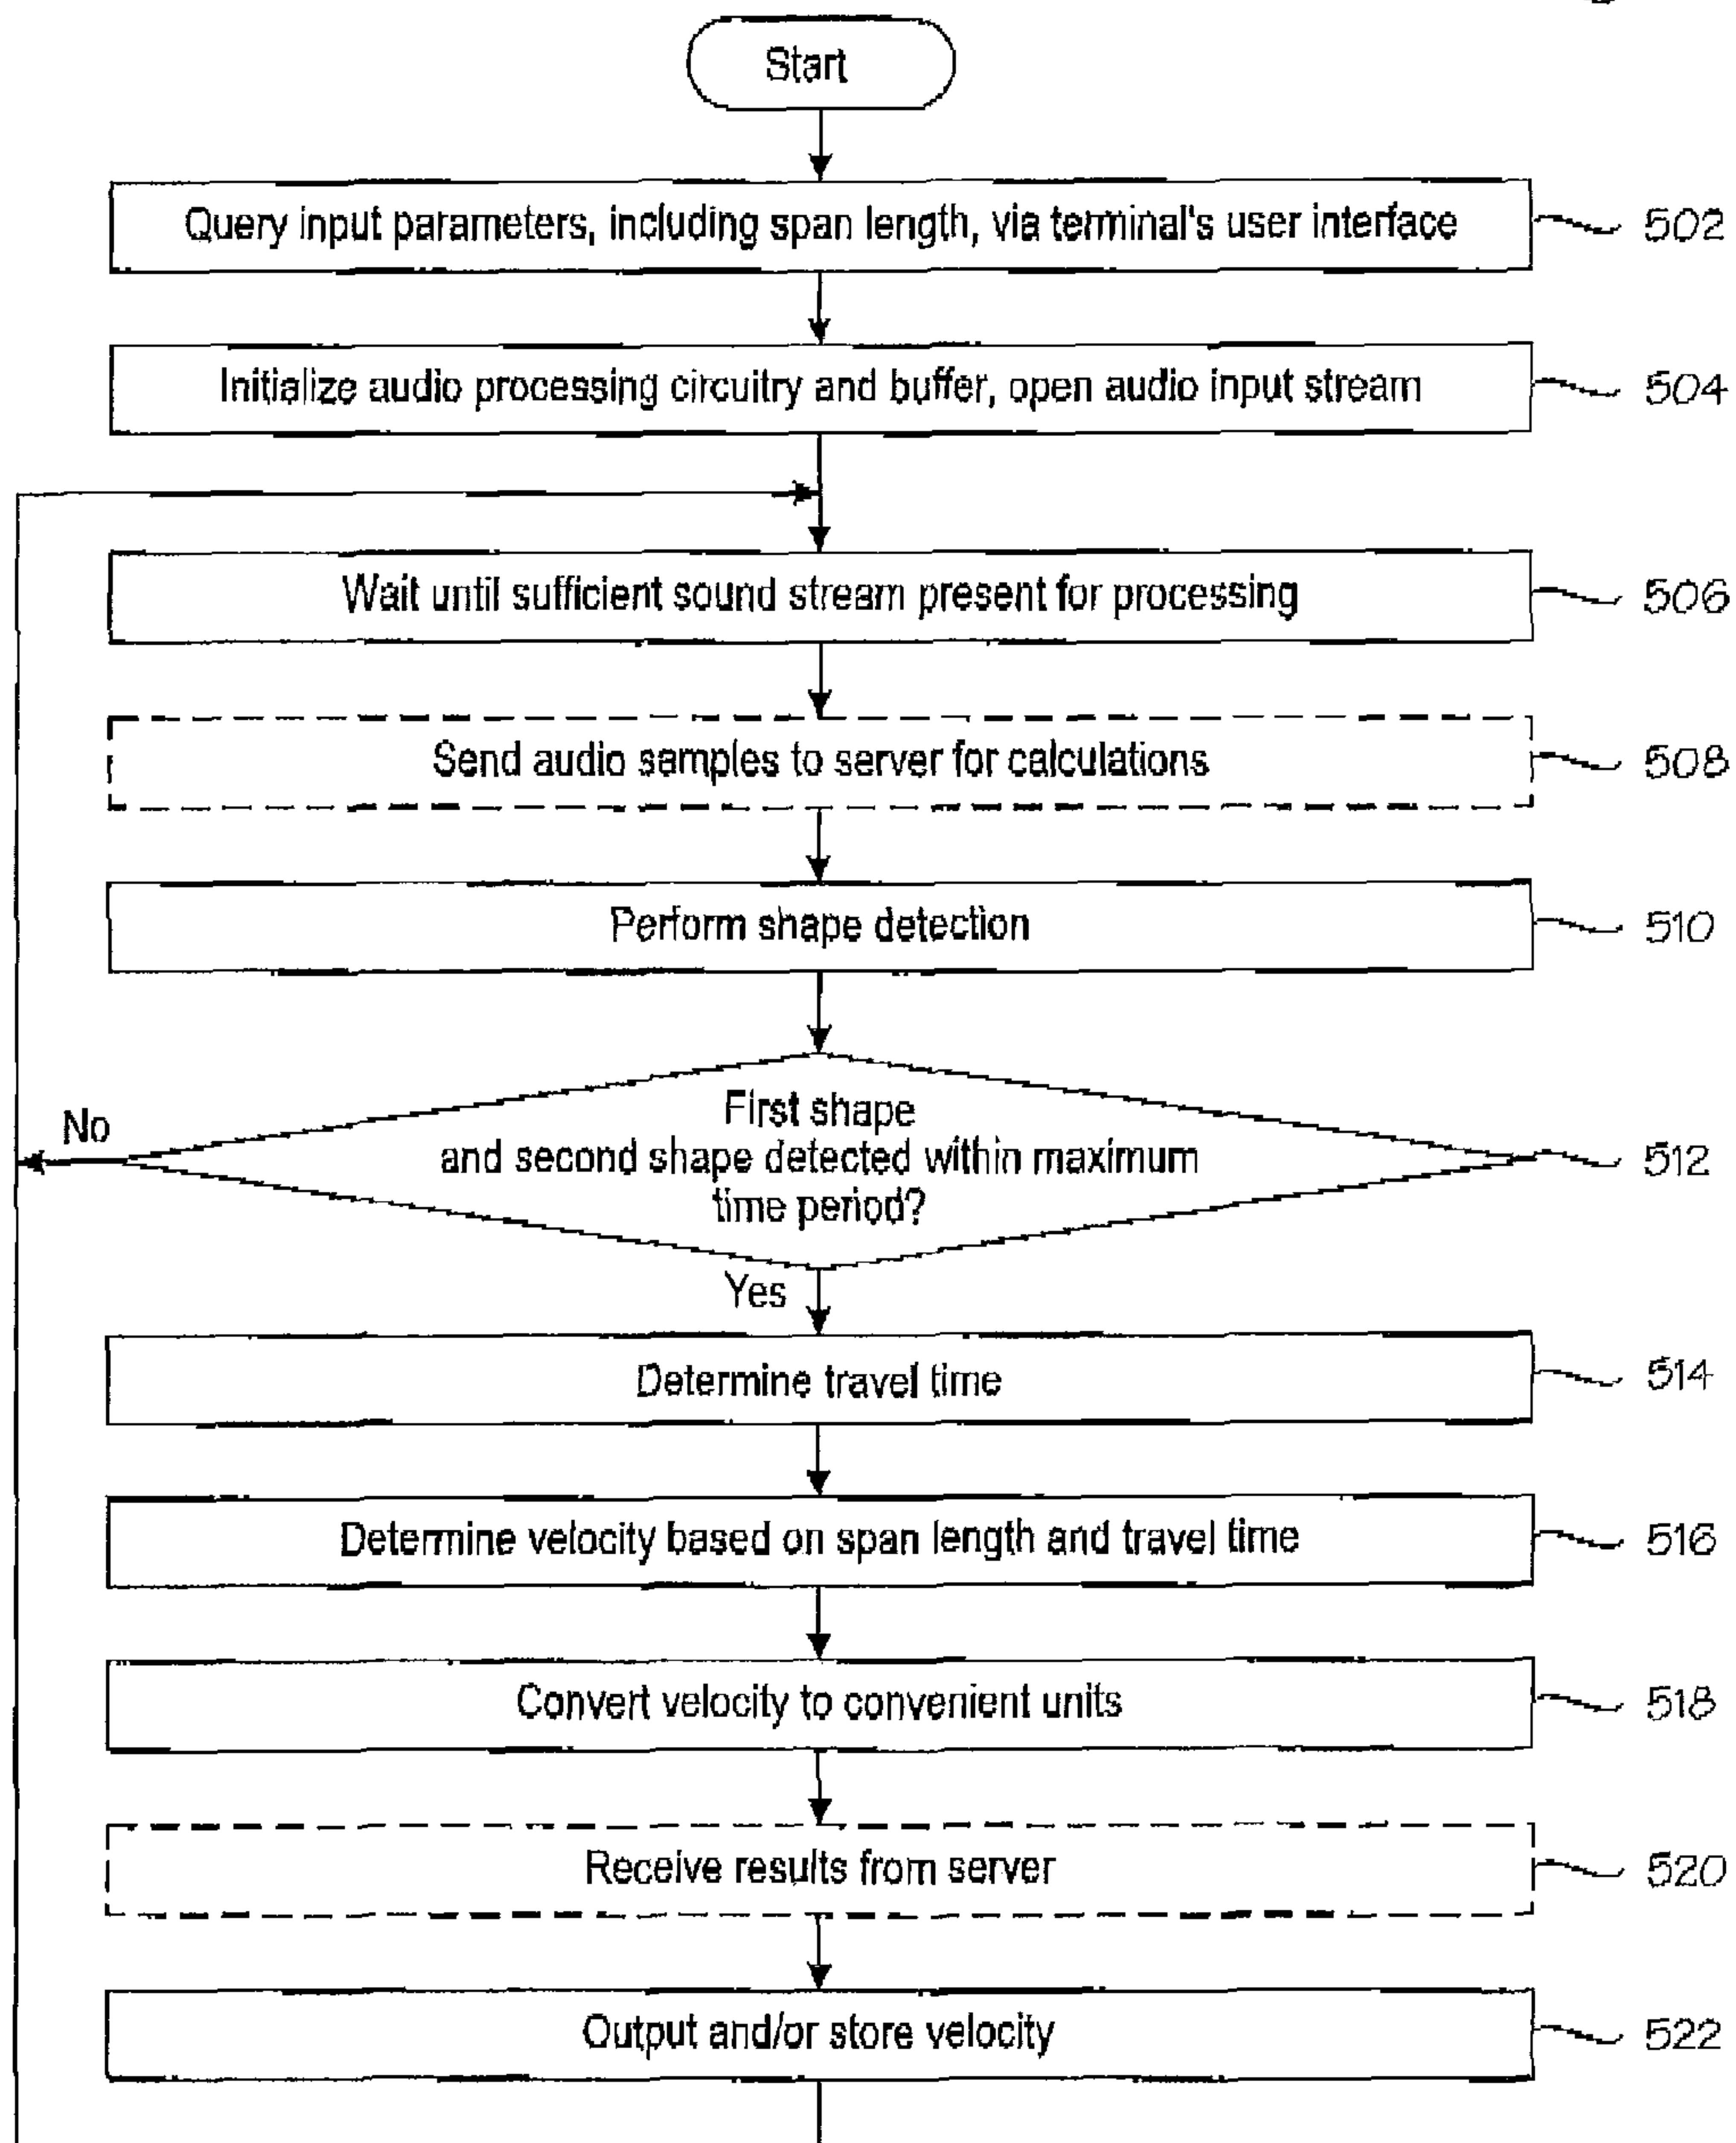 Start
Query input parameters, including span length, via terminal's user interface
502
Initialize audio processing circuitry and buffer, open audio input stream
504
Wait until sufficient sound stream present for processing
506
Send audio samples to server for calculations
508
Perform shape detection
510
No
First shape
and second shape detected within maximum
time period?
512
Yes
Determine travel time
514
Determine velocity based on span length and travel time
516
Convert velocity to convenient units
518
Receive results from server
520
Output and/or store velocity
522